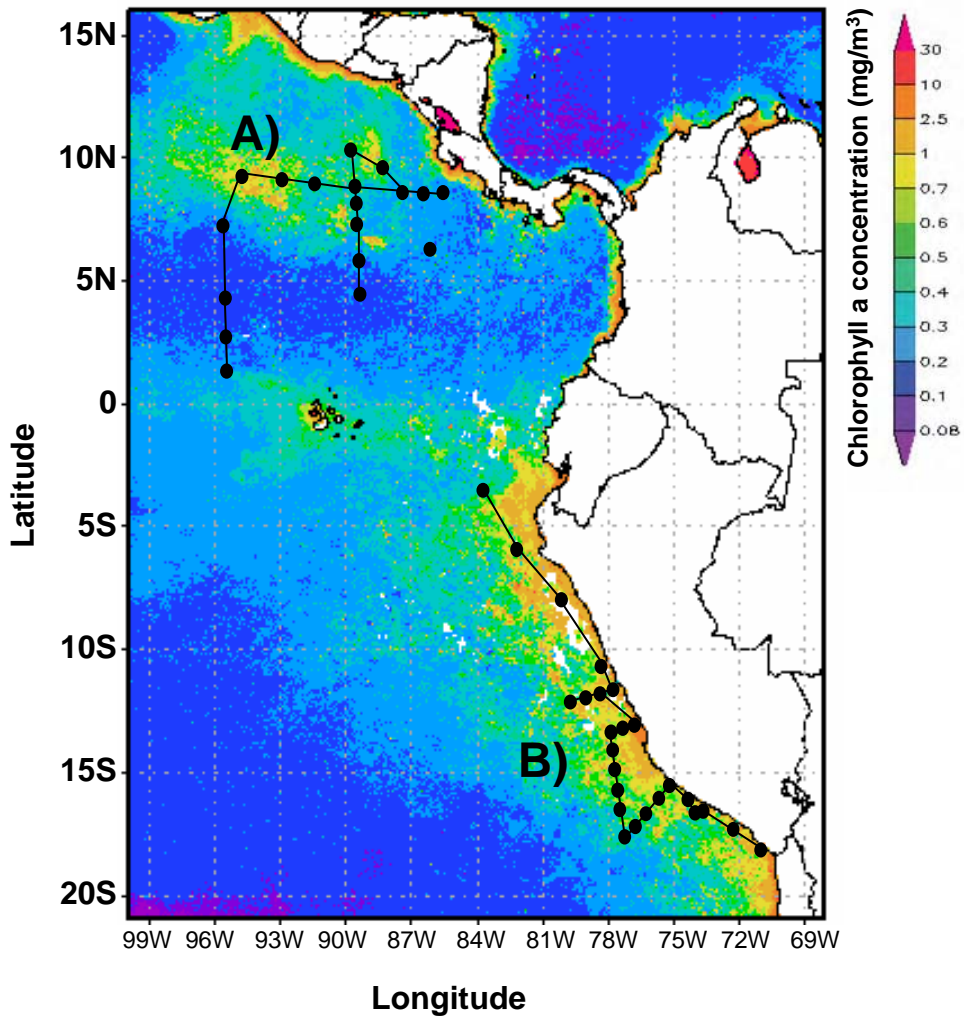 15N
10N
5N
0
5S
10S
15S
20S
Latitude
99W 96W 93W 90W 87W 84W 81W 78W 75W 72W 69W
Longitude
A)
B)
Chlorophyll a concentration (mg/m³)
30
10
2.5
1
0.7
0.6
0.5
0.4
0.3
0.2
0.1
0.08